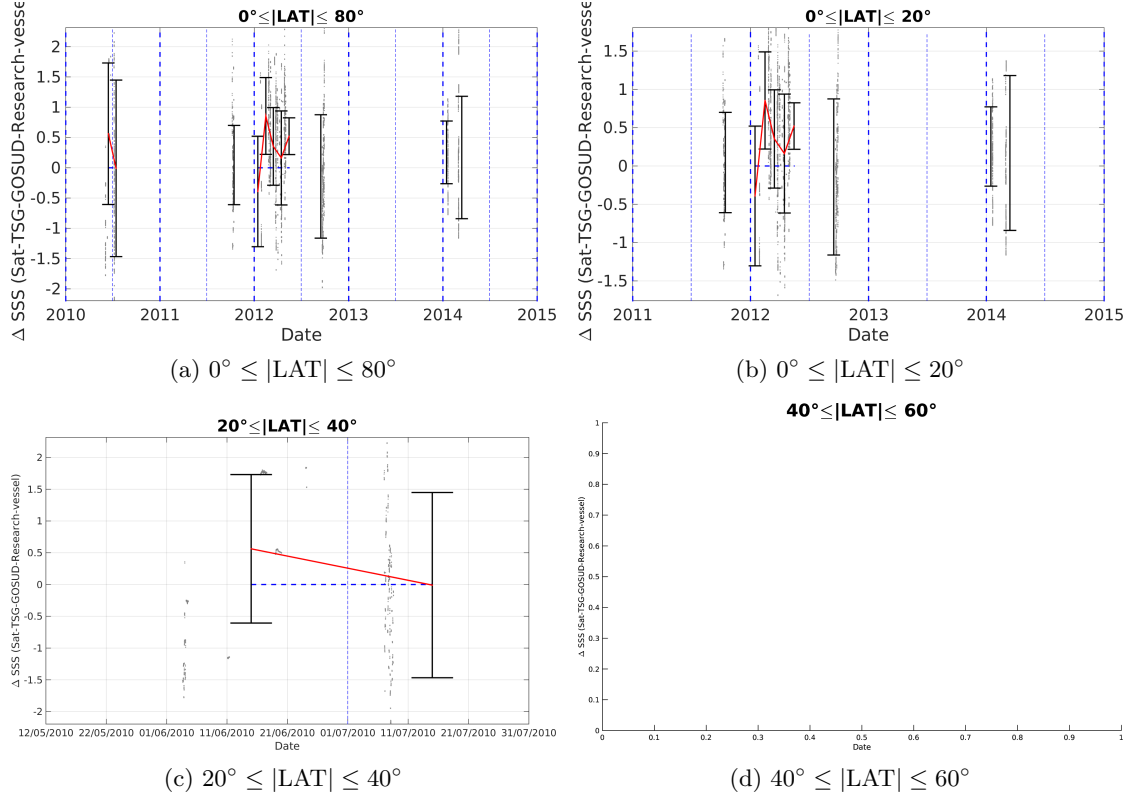 0°≤|LAT|≤ 80°
Δ SSS (Sat-TSG-GOSUD-Research-vesse
2
1.5
1
0.5
0
-0.5
-1
-1.5
-2
2010 2011 2012 2013 2014 2015
Date
(a) 0° ≤ |LAT| ≤ 80°
0°≤|LAT|≤ 20°
Δ SSS (Sat-TSG-GOSUD-Research-vesse
1.5
1
0.5
0
-0.5
-1
-1.5
2011 2012 2013 2014 2015
Date
(b) 0° ≤ |LAT| ≤ 20°
20°≤|LAT|≤ 40°
Δ SSS (Sat-TSG-GOSUD-Research-vessel)
2
1.5
1
0.5
0
-0.5
-1
-1.5
-2
12/05/2010 22/05/2010 01/06/2010 11/06/2010 21/06/2010 01/07/2010 11/07/2010 21/07/2010 31/07/2010
Date
(c) 20° ≤ |LAT| ≤ 40°
40°≤|LAT|≤ 60°
Δ SSS (Sat-TSG-GOSUD-Research-vessel)
1
0.9
0.8
0.7
0.6
0.5
0.4
0.3
0.2
0.1
0
0 0.1 0.2 0.3 0.4 0.5 0.6 0.7 0.8 0.9 1
Date
(d) 40° ≤ |LAT| ≤ 60°